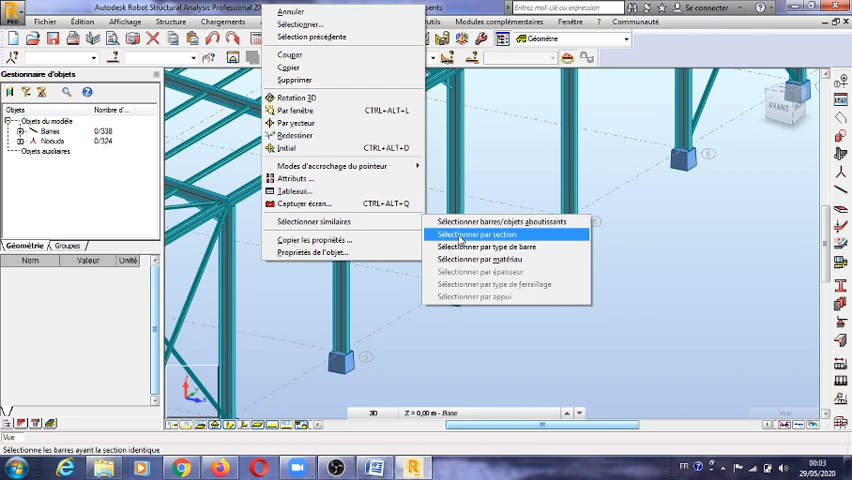 PRO
Autodesk Robot Structural Analysis Professional 20
ents
Entrez mot-clé/phrase
Se connecter
Fichier Édition Affichage Structure Chargements
Modules complémentaires Fenêtre ? Communauté
Géométrie
Gestionnaire d'objets
Objets Nombre d'...
Objets du modèle
Barres 0/338
Noeuds 0/324
Objets auxiliaires
Géométrie Groupes
Nom Valeur Unité
Annuler
Sélectionner...
Sélection précédente
Couper
Copier
Supprimer
Rotation 3D
Par fenêtre CTRL+ALT+L
Par vecteur
Redessiner
Initial CTRL+ALT+D
Modes d'accrochage du pointeur
Attributs ...
Tableaux...
Capturer écran... CTRL+ALT+Q
Sélectionner similaires
Copier les propriétés ...
Propriétés de l'objet...
Sélectionner barres/objets aboutissants
Sélectionner par section
Sélectionner par type de barre
Sélectionner par matériau
Sélectionner par épaisseur
Sélectionner par type de ferraillage
Sélectionner par appui
AVANT
6
2
3D Z = 0,00 m - Base
Vue
Vue
Sélectionne les barres ayant la section identique
FR
00:03
29/05/2020